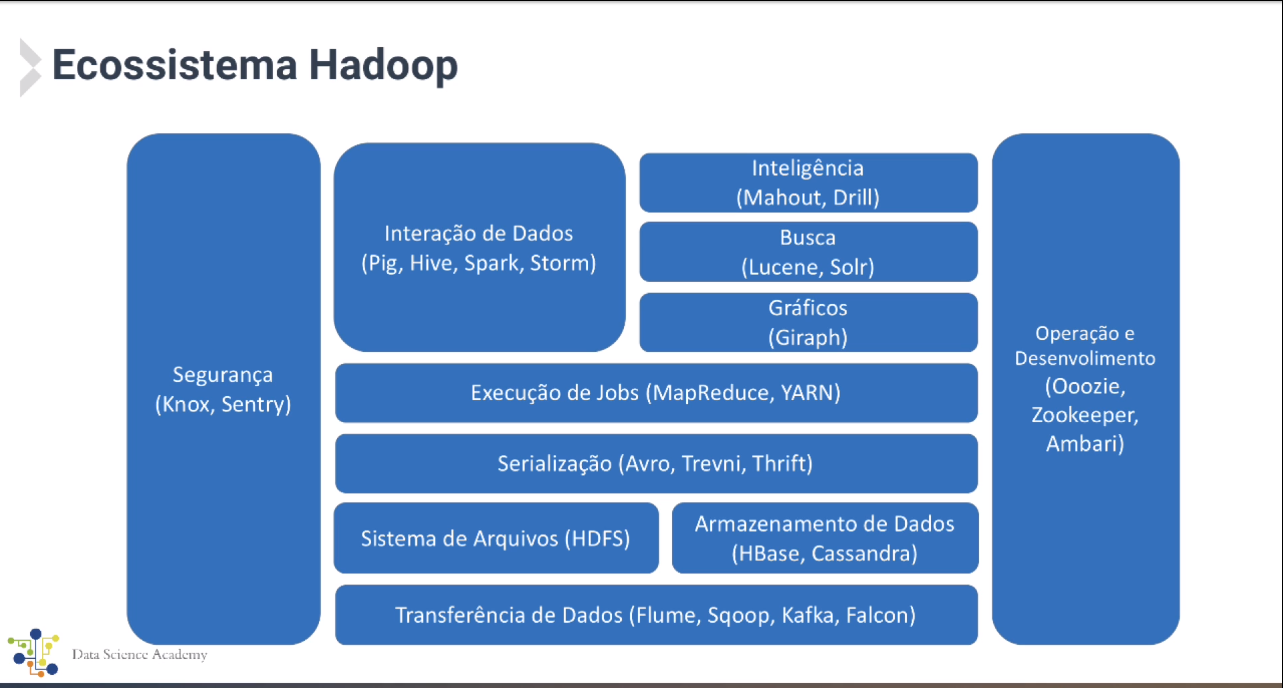 Ecossistema Hadoop
Segurança
(Knox, Sentry)
Interação de Dados
(Pig, Hive, Spark, Storm)
Inteligência
(Mahout, Drill)
Busca
(Lucene, Solr)
Gráficos
(Giraph)
Execução de Jobs (MapReduce, YARN)
Serialização (Avro, Trevni, Thrift)
Sistema de Arquivos (HDFS)
Armazenamento de Dados
(HBase, Cassandra)
Transferência de Dados (Flume, Sqoop, Kafka, Falcon)
Operação e
Desenvolimento
(Ooozie,
Zookeeper,
Ambari)
Data Science Academy